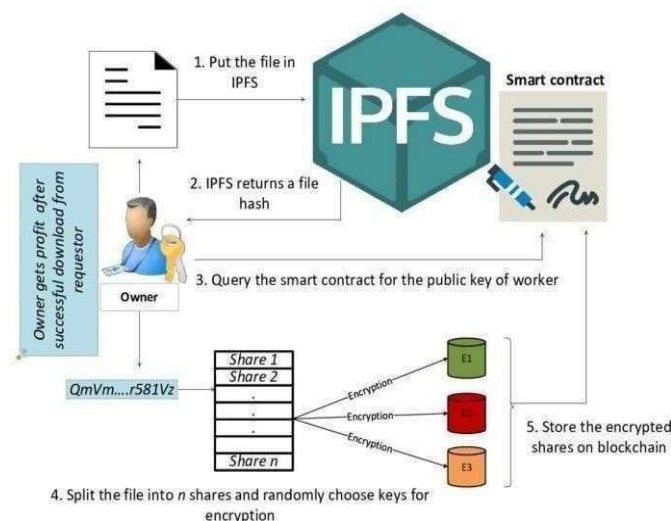 1. Put the file in
IPFS
IPFS
Smart contract
2. IPFS returns a file
hash
Owner gets profit after
successful download from
requestor
Owner
3. Query the smart contract for the public key of worker
QmVm....r581Vz
Share 1
Share 2
.
.
.
Share n
Encryption
Encryption
Encryption
E1
E2
E3
5. Store the encrypted
shares on blockchain
4. Split the file into n shares and randomly choose keys for
encryption